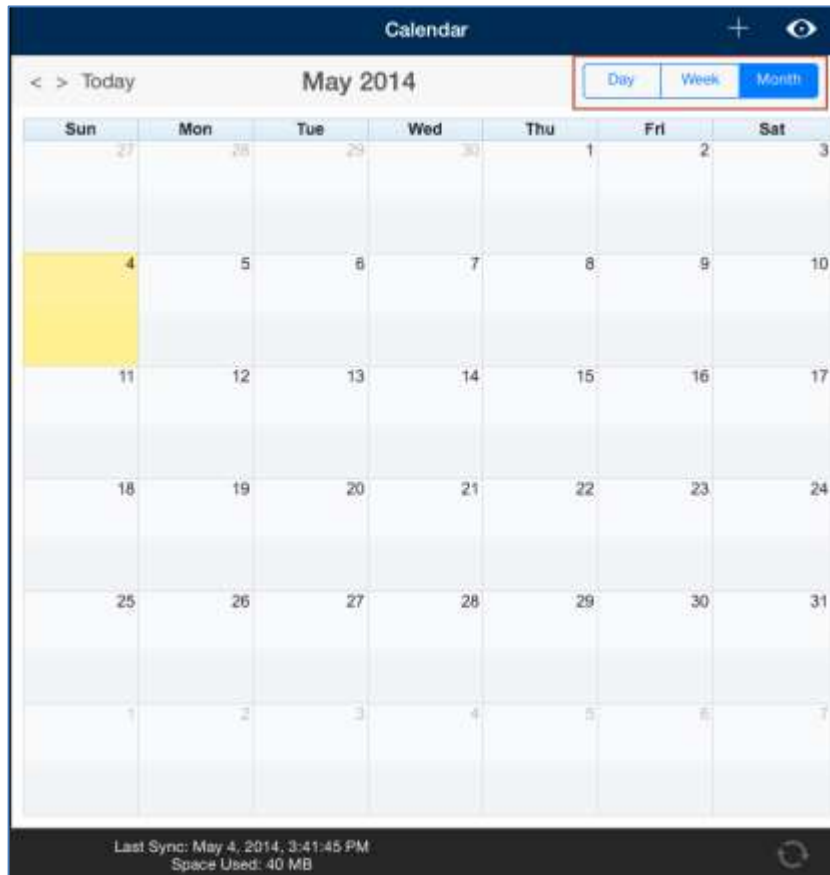 Calendar +
< > Today May 2014 Day Week Month
Sun Mon Tue Wed Thu Fri Sat
27 28 29 30 1 2 3
4 5 6 7 8 9 10
11 12 13 14 15 16 17
18 19 20 21 22 23 24
25 26 27 28 29 30 31
1 2 3 4 5 6 7
Last Sync: May 4, 2014, 3:41:45 PM
Space Used: 40 MB